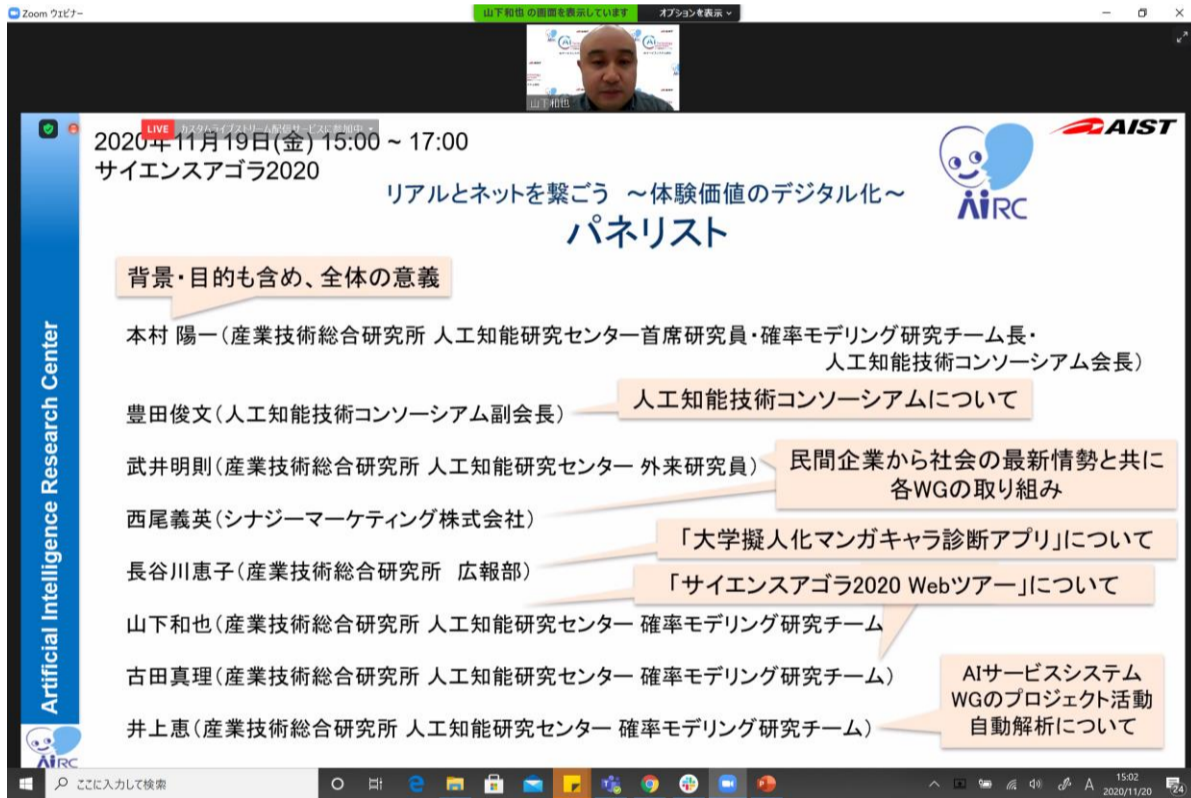 Zoom ウェビナー
山下和也 の画面を表示しています オプションを表示
山下和也
LIVE カスタムライブストリーム配信サービスに参加中
2020年11月19日(金) 15:00 ~ 17:00
サイエンスアゴラ2020
AIST
AiRC
リアルとネットを繋ごう ～体験価値のデジタル化～
パネリスト
背景・目的も含め、全体の意義
本村 陽一(産業技術総合研究所 人工知能研究センター首席研究員・確率モデリング研究チーム長・
人工知能技術コンソーシアム会長)
豊田俊文(人工知能技術コンソーシアム副会長)
人工知能技術コンソーシアムについて
武井明則(産業技術総合研究所 人工知能研究センター 外来研究員)
民間企業から社会の最新情勢と共に
各WGの取り組み
西尾義英(シナジーマーケティング株式会社)
「大学擬人化マンガキャラ診断アプリ」について
長谷川恵子(産業技術総合研究所 広報部)
「サイエンスアゴラ2020 Webツアー」について
山下和也(産業技術総合研究所 人工知能研究センター 確率モデリング研究チーム
古田真理(産業技術総合研究所 人工知能研究センター 確率モデリング研究チーム)
AIサービスシステム
WGのプロジェクト活動
自動解析について
井上恵(産業技術総合研究所 人工知能研究センター 確率モデリング研究チーム)
Artificial Intelligence Research Center
AiRC
ここに入力して検索
A
15:02
2020/11/20
24